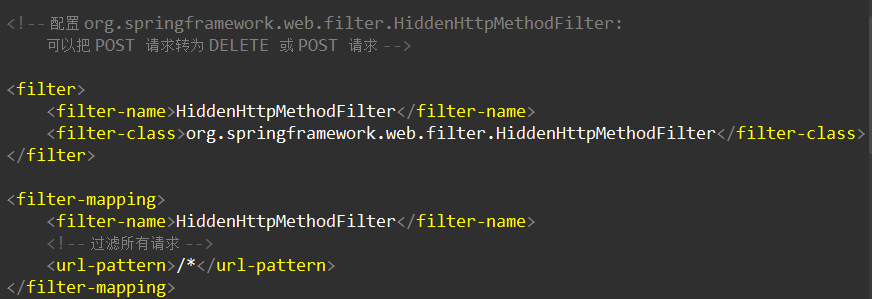 <!-- 配置 org.springframework.web.filter.HiddenHttpMethodFilter:
可以把 POST 请求转为 DELETE 或 POST 请求 -->
<filter>
<filter-name>HiddenHttpMethodFilter</filter-name>
<filter-class>org.springframework.web.filter.HiddenHttpMethodFilter</filter-class>
</filter>
<filter-mapping>
<filter-name>HiddenHttpMethodFilter</filter-name>
<!-- 过滤所有请求 -->
<url-pattern>/*</url-pattern>
</filter-mapping>